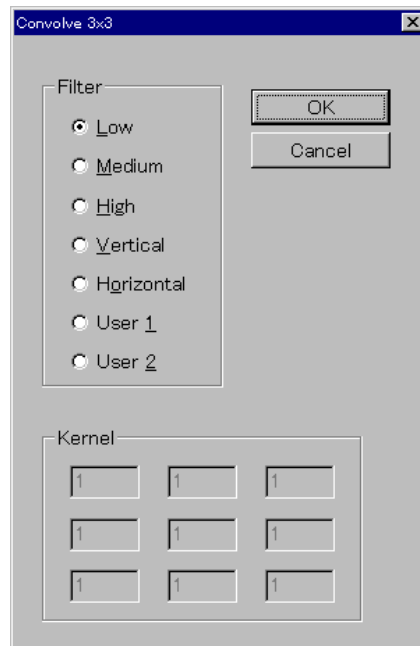 Convolve 3x3
Filter
Low
Medium
High
Vertical
Horizontal
User 1
User 2
OK
Cancel
Kernel
1 1 1
1 1 1
1 1 1